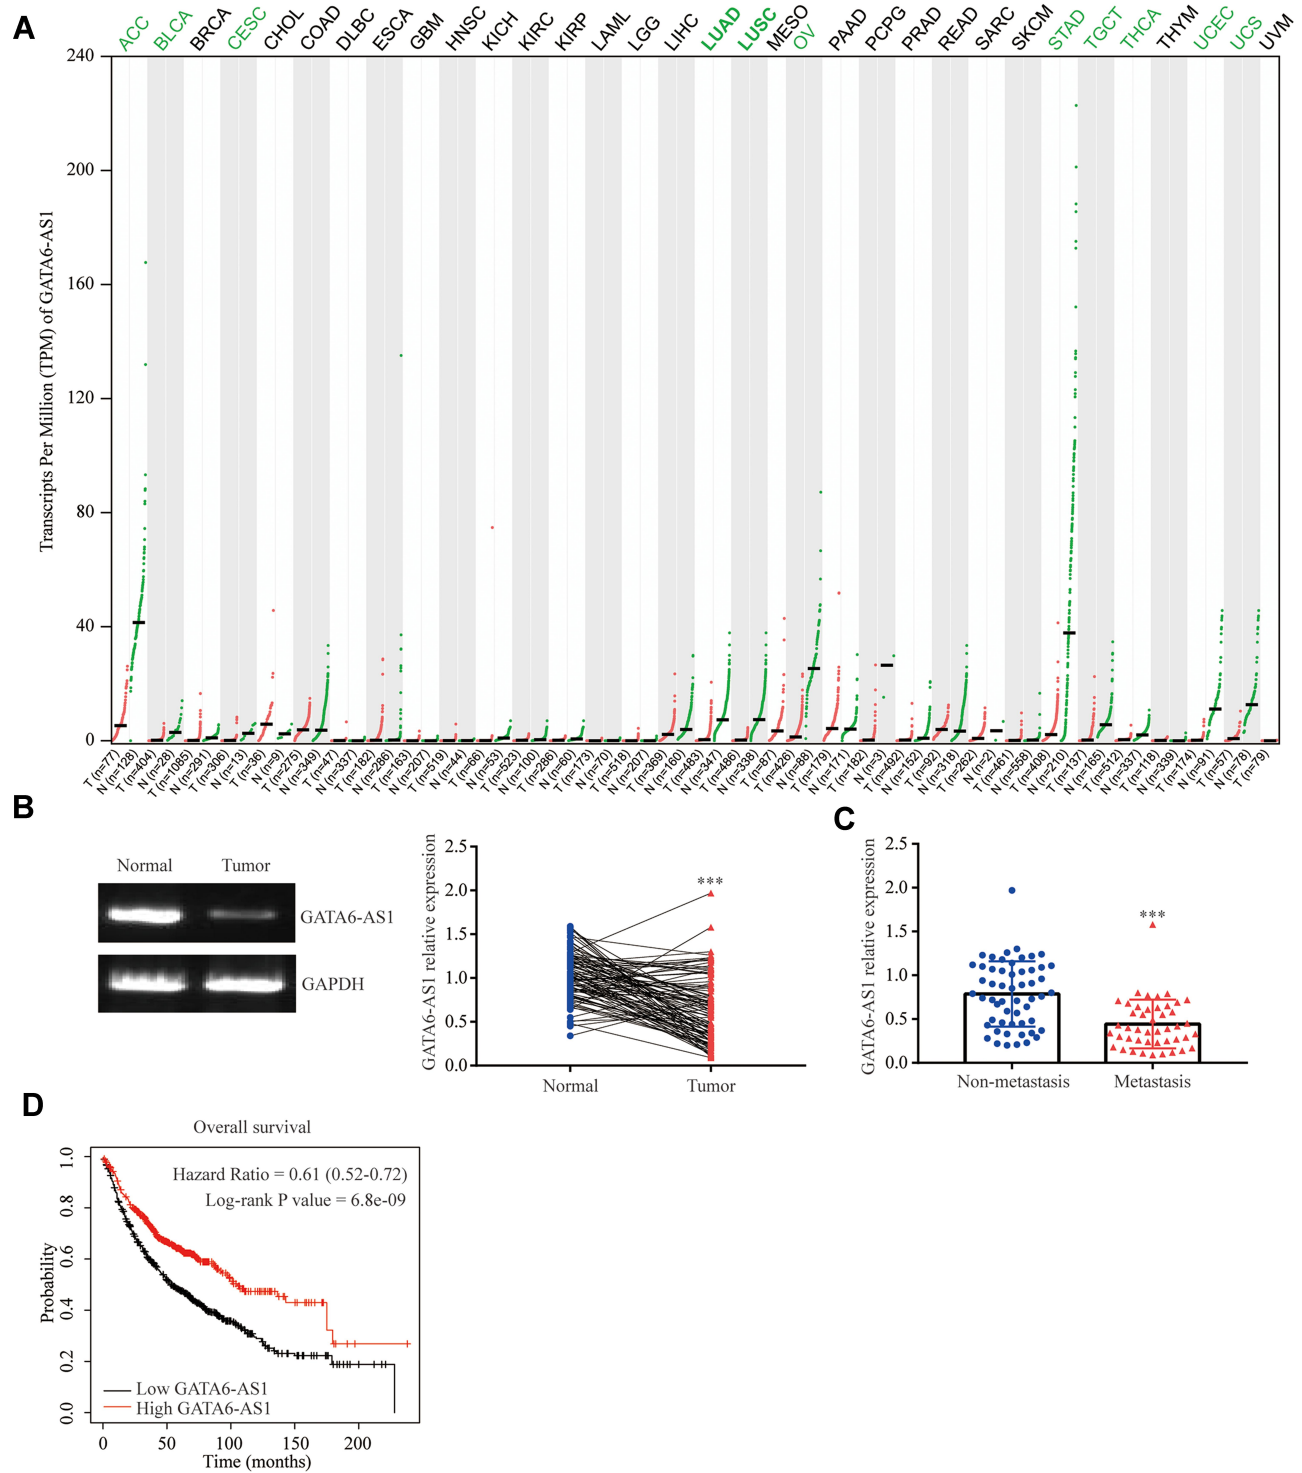 A
ACC BLCA BRCA CESC CHOL COAD DLBC ESCA GBM HNSC KICH KIRC KIRP LAML LGG LIHC LUAD LUSC MESO OV PAAD PCPG PRAD READ SARC SKCM STAD TGCT THCA THYM UCEC UCS UVM
Transcripts Per Million (TPM) of GATA6-AS1
240
200
160
120
80
40
0
T (n=77) N (n=128) T (n=404) N (n=28) T (n=1085) N (n=291) T (n=306) N (n=13) T (n=36) N (n=9) T (n=275) N (n=349) T (n=47) N (n=337) T (n=182) N (n=286) T (n=163) N (n=207) T (n=519) N (n=44) T (n=66) N (n=53) T (n=523) N (n=100) T (n=286) N (n=60) T (n=173) N (n=70) T (n=518) N (n=207) T (n=369) N (n=160) T (n=483) N (n=347) T (n=486) N (n=338) T (n=87) T (n=426) N (n=88) T (n=179) N (n=171) T (n=182) N (n=3) T (n=492) N (n=152) T (n=92) N (n=318) T (n=262) N (n=2) T (n=461) N (n=558) T (n=408) N (n=210) T (n=137) N (n=165) T (n=512) N (n=337) T (n=118) N (n=339) T (n=174) N (n=91) T (n=57) N (n=78) T (n=79)
B
Normal Tumor
GATA6-AS1
GAPDH
GATA6-AS1 relative expression
2.5
2.0
1.5
1.0
0.5
0.0
***
Normal Tumor
C
GATA6-AS1 relative expression
2.5
2.0
1.5
1.0
0.5
0.0
***
Non-metastasis Metastasis
D
Overall survival
Hazard Ratio = 0.61 (0.52-0.72)
Log-rank P value = 6.8e-09
Probability
1.0
0.8
0.6
0.4
0.2
0.0
Low GATA6-AS1
High GATA6-AS1
0 50 100 150 200
Time (months)